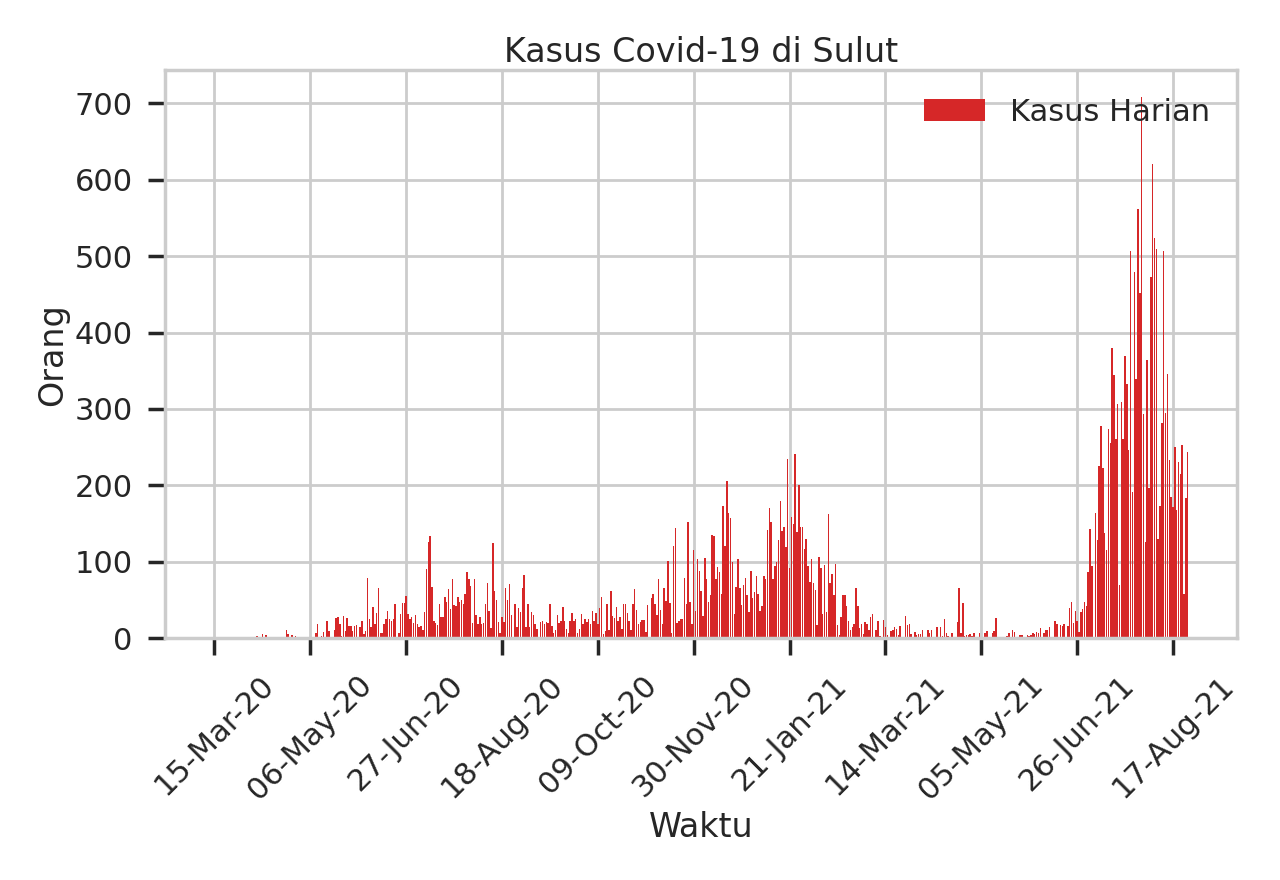 Kasus Covid-19 di Sulut
Kasus Harian
700
600
500
400
300
200
100
0
Orang
15-Mar-20
06-May-20
27-Jun-20
18-Aug-20
09-Oct-20
30-Nov-20
21-Jan-21
14-Mar-21
05-May-21
26-Jun-21
17-Aug-21
Waktu